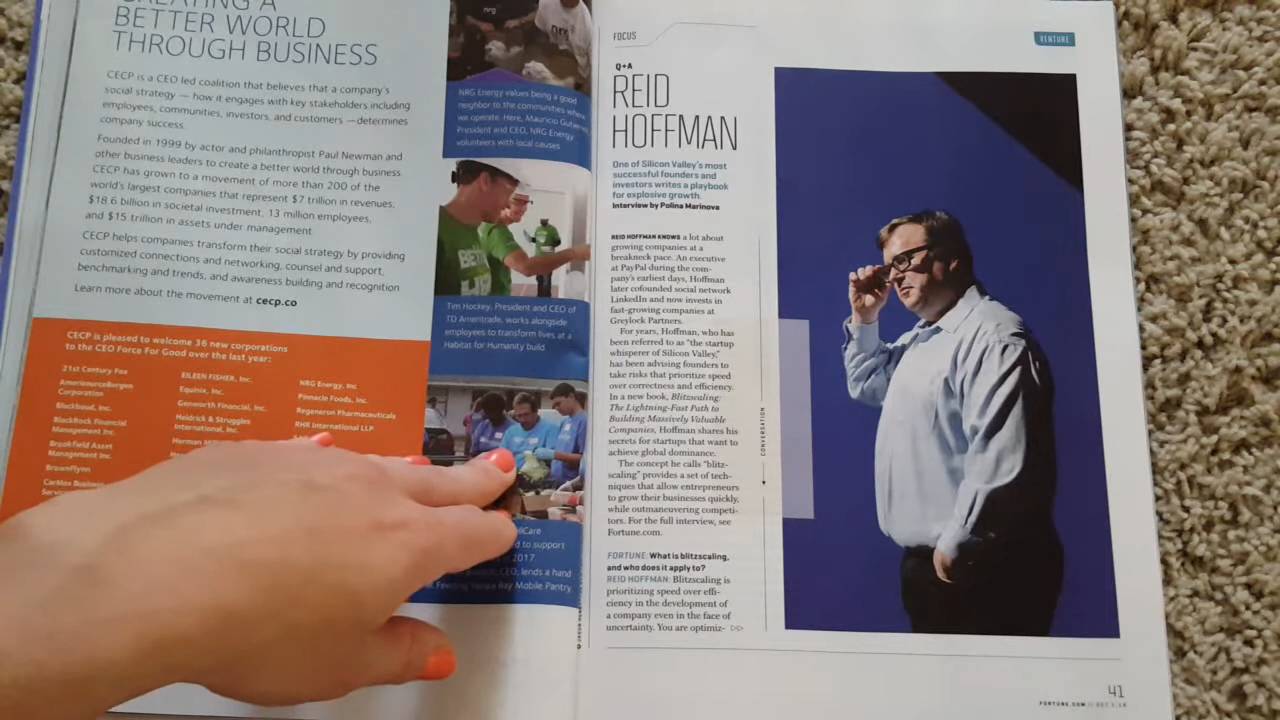 CREATING A
BETTER WORLD
THROUGH BUSINESS
CECP is a CEO led coalition that believes that a company's
social strategy — how it engages with key stakeholders including
employees, communities, investors, and customers — determines
company success.
Founded in 1999 by actor and philanthropist Paul Newman and
other business leaders to create a better world through business
CECP has grown to a movement of more than 200 of the
world's largest companies that represent $7 trillion in revenues,
$18.6 billion in societal investment, 13 million employees,
and $15 trillion in assets under management
CECP helps companies transform their social strategy by providing
customized connections and networking, counsel and support,
benchmarking and trends, and awareness building and recognition
Learn more about the movement at cecp.co
CECP is pleased to welcome 36 new corporations
to the CEO Force For Good over the last year:
21st Century Fox
AmerisourceBergen
Corporation
Blackbaud, Inc.
BlackRock Financial
Management Inc.
Brookfield Asset
Management Inc.
BrownFlynn
CarMax Business
EILEEN FISHER, Inc.
Equinix, Inc.
Genworth Financial, Inc.
Heidrick & Struggles
International, Inc.
Herman
NRG Energy, Inc
Pinnacle Foods, Inc.
Regeneron Pharmaceuticals
RHR International LLP
nrg
NRG Energy values being a good
neighbor to the communities where
we operate. Here, Mauricio
President and CEO, NRG Energy
volunteers with local causes
Tim Hockey, President and CEO of
TD Ameritrade, works alongside
employees to transform lives at a
Habitat for Humanity build
ed to support
2017.
CEO, lends a hand
Feeding Tampa Bay Mobile Pantry
FOCUS
VENTURE
Q+A
REID
HOFFMAN
One of Silicon Valley's most
successful founders and
investors writes a playbook
for explosive growth.
Interview by Polina Marinova
REID HOFFMAN KNOWS a lot about
growing companies at a
breakneck pace. An executive
at PayPal during the com-
pany's earliest days, Hoffman
later cofounded social network
LinkedIn and now invests in
fast-growing companies at
Greylock Partners.
For years, Hoffman, who has
been referred to as "the startup
whisperer of Silicon Valley,"
has been advising founders to
take risks that prioritize speed
over correctness and efficiency.
In a new book, Blitzscaling:
The Lightning-Fast Path to
Building Massively Valuable
Companies, Hoffman shares his
secrets for startups that want to
achieve global dominance.
The concept he calls "blitz-
scaling" provides a set of tech-
niques that allow entrepreneurs
to grow their businesses quickly,
while outmaneuvering competi-
tors. For the full interview, see
Fortune.com.
FORTUNE: What is blitzscaling,
and who does it apply to?
REID HOFFMAN: Blitzscaling is
prioritizing speed over effi-
ciency in the development of
a company even in the face of
uncertainty. You are optimiz-
CONVERSATION
41
FORTUNE.COM // OCT.1.18